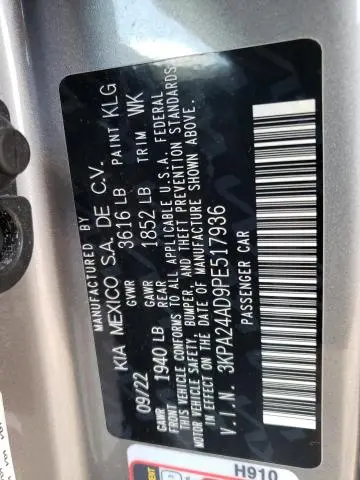 MANUFACTURED BY
KIA MEXICO S.A. DE C.V.
09/22 GVWR 3616 LB PAINT KLG
GAWR FRONT 1940 LB GAWR REAR 1852 LB TRIM WK
THIS VEHICLE CONFORMS TO ALL APPLICABLE U.S.A. FEDERAL
MOTOR VEHICLE SAFETY, BUMPER, AND THEFT PREVENTION STANDARDS
IN EFFECT ON THE DATE OF MANUFACTURE SHOWN ABOVE.
V.I.N. 3KPA24AD9PE517936
PASSENGER CAR
H910